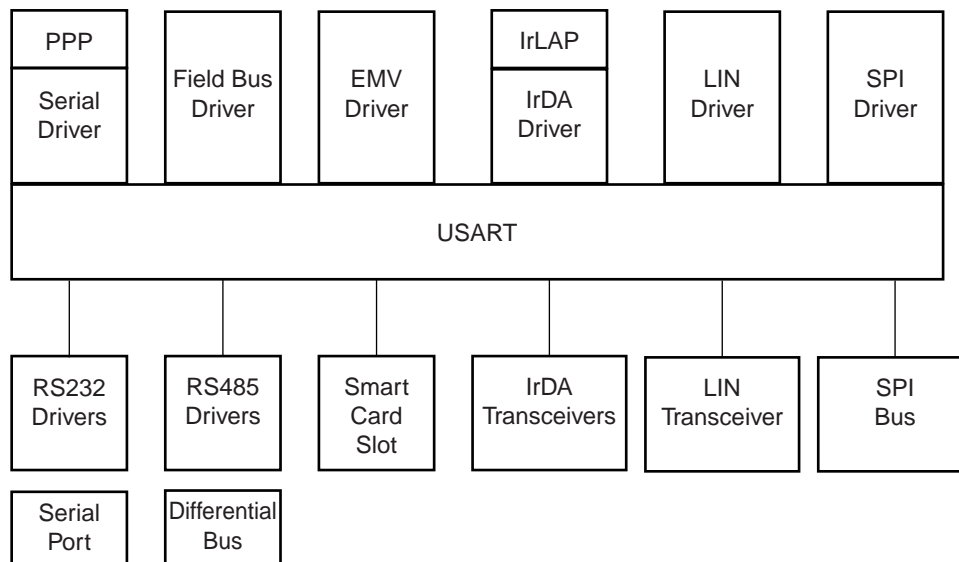 PPP
Serial
Driver
Field Bus
Driver
EMV
Driver
IrLAP
IrDA
Driver
LIN
Driver
SPI
Driver
USART
RS232
Drivers
RS485
Drivers
Smart
Card
Slot
IrDA
Transceivers
LIN
Transceiver
SPI
Bus
Serial
Port
Differential
Bus